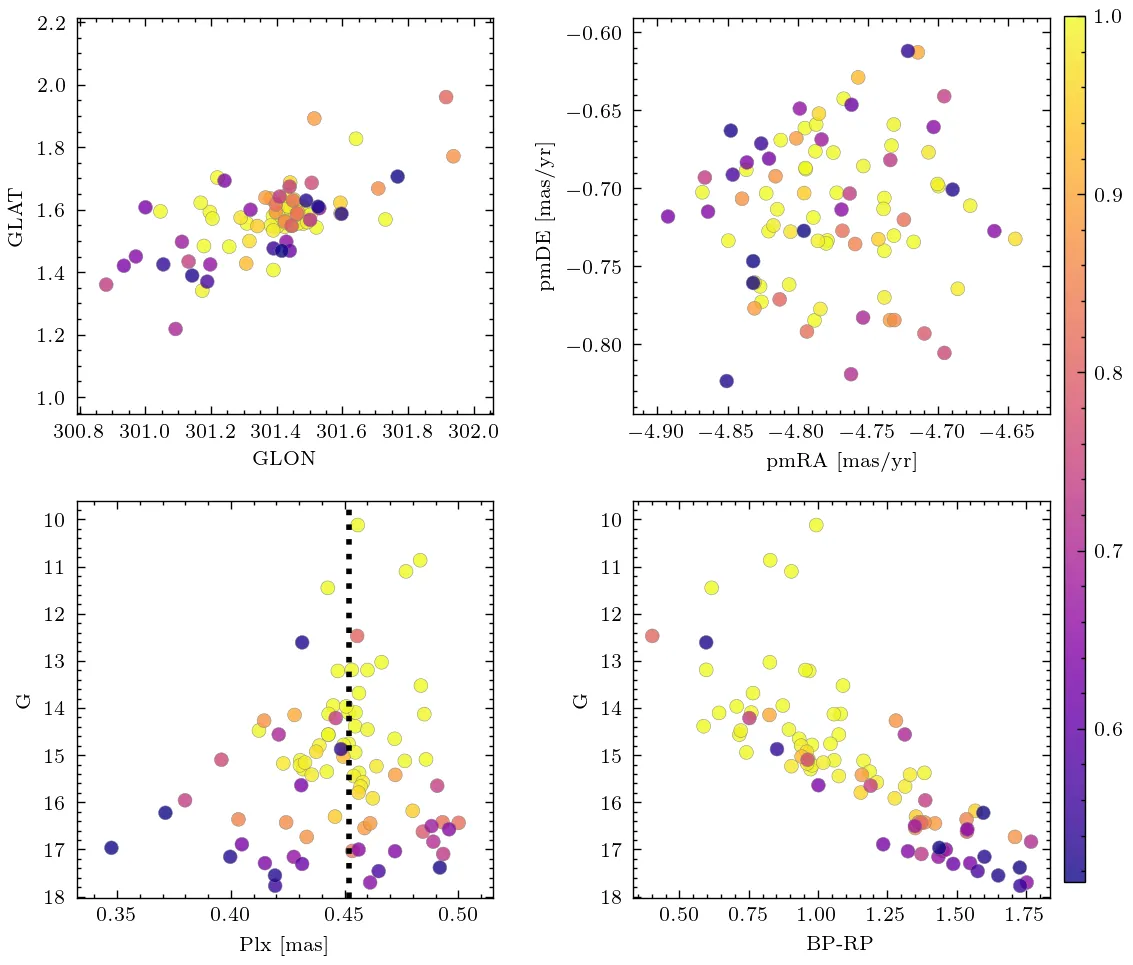 2.2
2.0
1.8
1.6
1.4
1.2
1.0
GLAT
300.8 301.0 301.2 301.4 301.6 301.8 302.0
GLON
−0.60
−0.65
−0.70
−0.75
−0.80
pmDE [mas/yr]
−4.90 −4.85 −4.80 −4.75 −4.70 −4.65
pmRA [mas/yr]
1.0
0.9
0.8
0.7
0.6
10
11
12
13
14
15
16
17
18
G
0.35 0.40 0.45 0.50
Plx [mas]
10
11
12
13
14
15
16
17
18
G
0.50 0.75 1.00 1.25 1.50 1.75
BP-RP